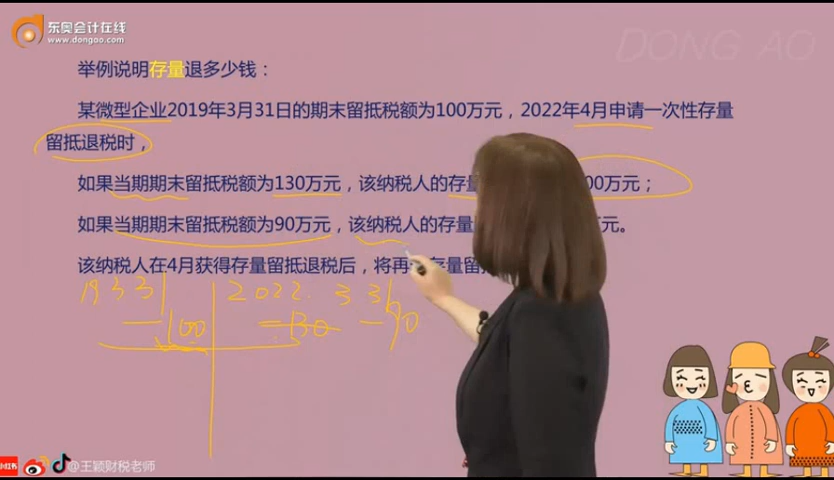 东奥会计在线
www.dongao.com
DONG AO
举例说明存量退多少钱：
某微型企业2019年3月31日的期末留抵税额为100万元，2022年4月申请一次性存量
留抵退税时，
如果当期期末留抵税额为130万元，该纳税人的存量 00万元；
如果当期期末留抵税额为90万元，该纳税人的存量 万元。
该纳税人在4月获得存量留抵退税后，将再 存量留
19 3 31 2022. 3 31
100 130 90
小红书 @王颖财税老师